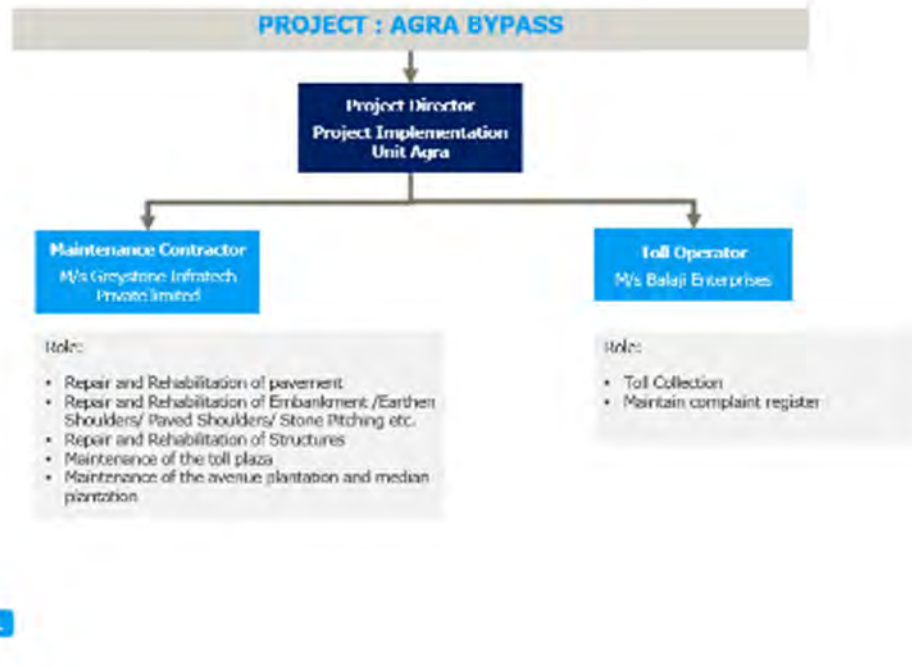 PROJECT : AGRA BYPASS
Project Director
Project Implementation
Unit Agra
Maintenance Contractor
M/s Greystone Infratech
Private limited
Role:
• Repair and Rehabilitation of pavement
• Repair and Rehabilitation of Embankment /Earthen
Shoulders/ Paved Shoulders/ Stone Pitching etc.
• Repair and Rehabilitation of Structures
• Maintenance of the toll plaza
• Maintenance of the avenue plantation and median
plantation
Toll Operator
M/s Balaji Enterprises
Role:
• Toll Collection
• Maintain complaint register